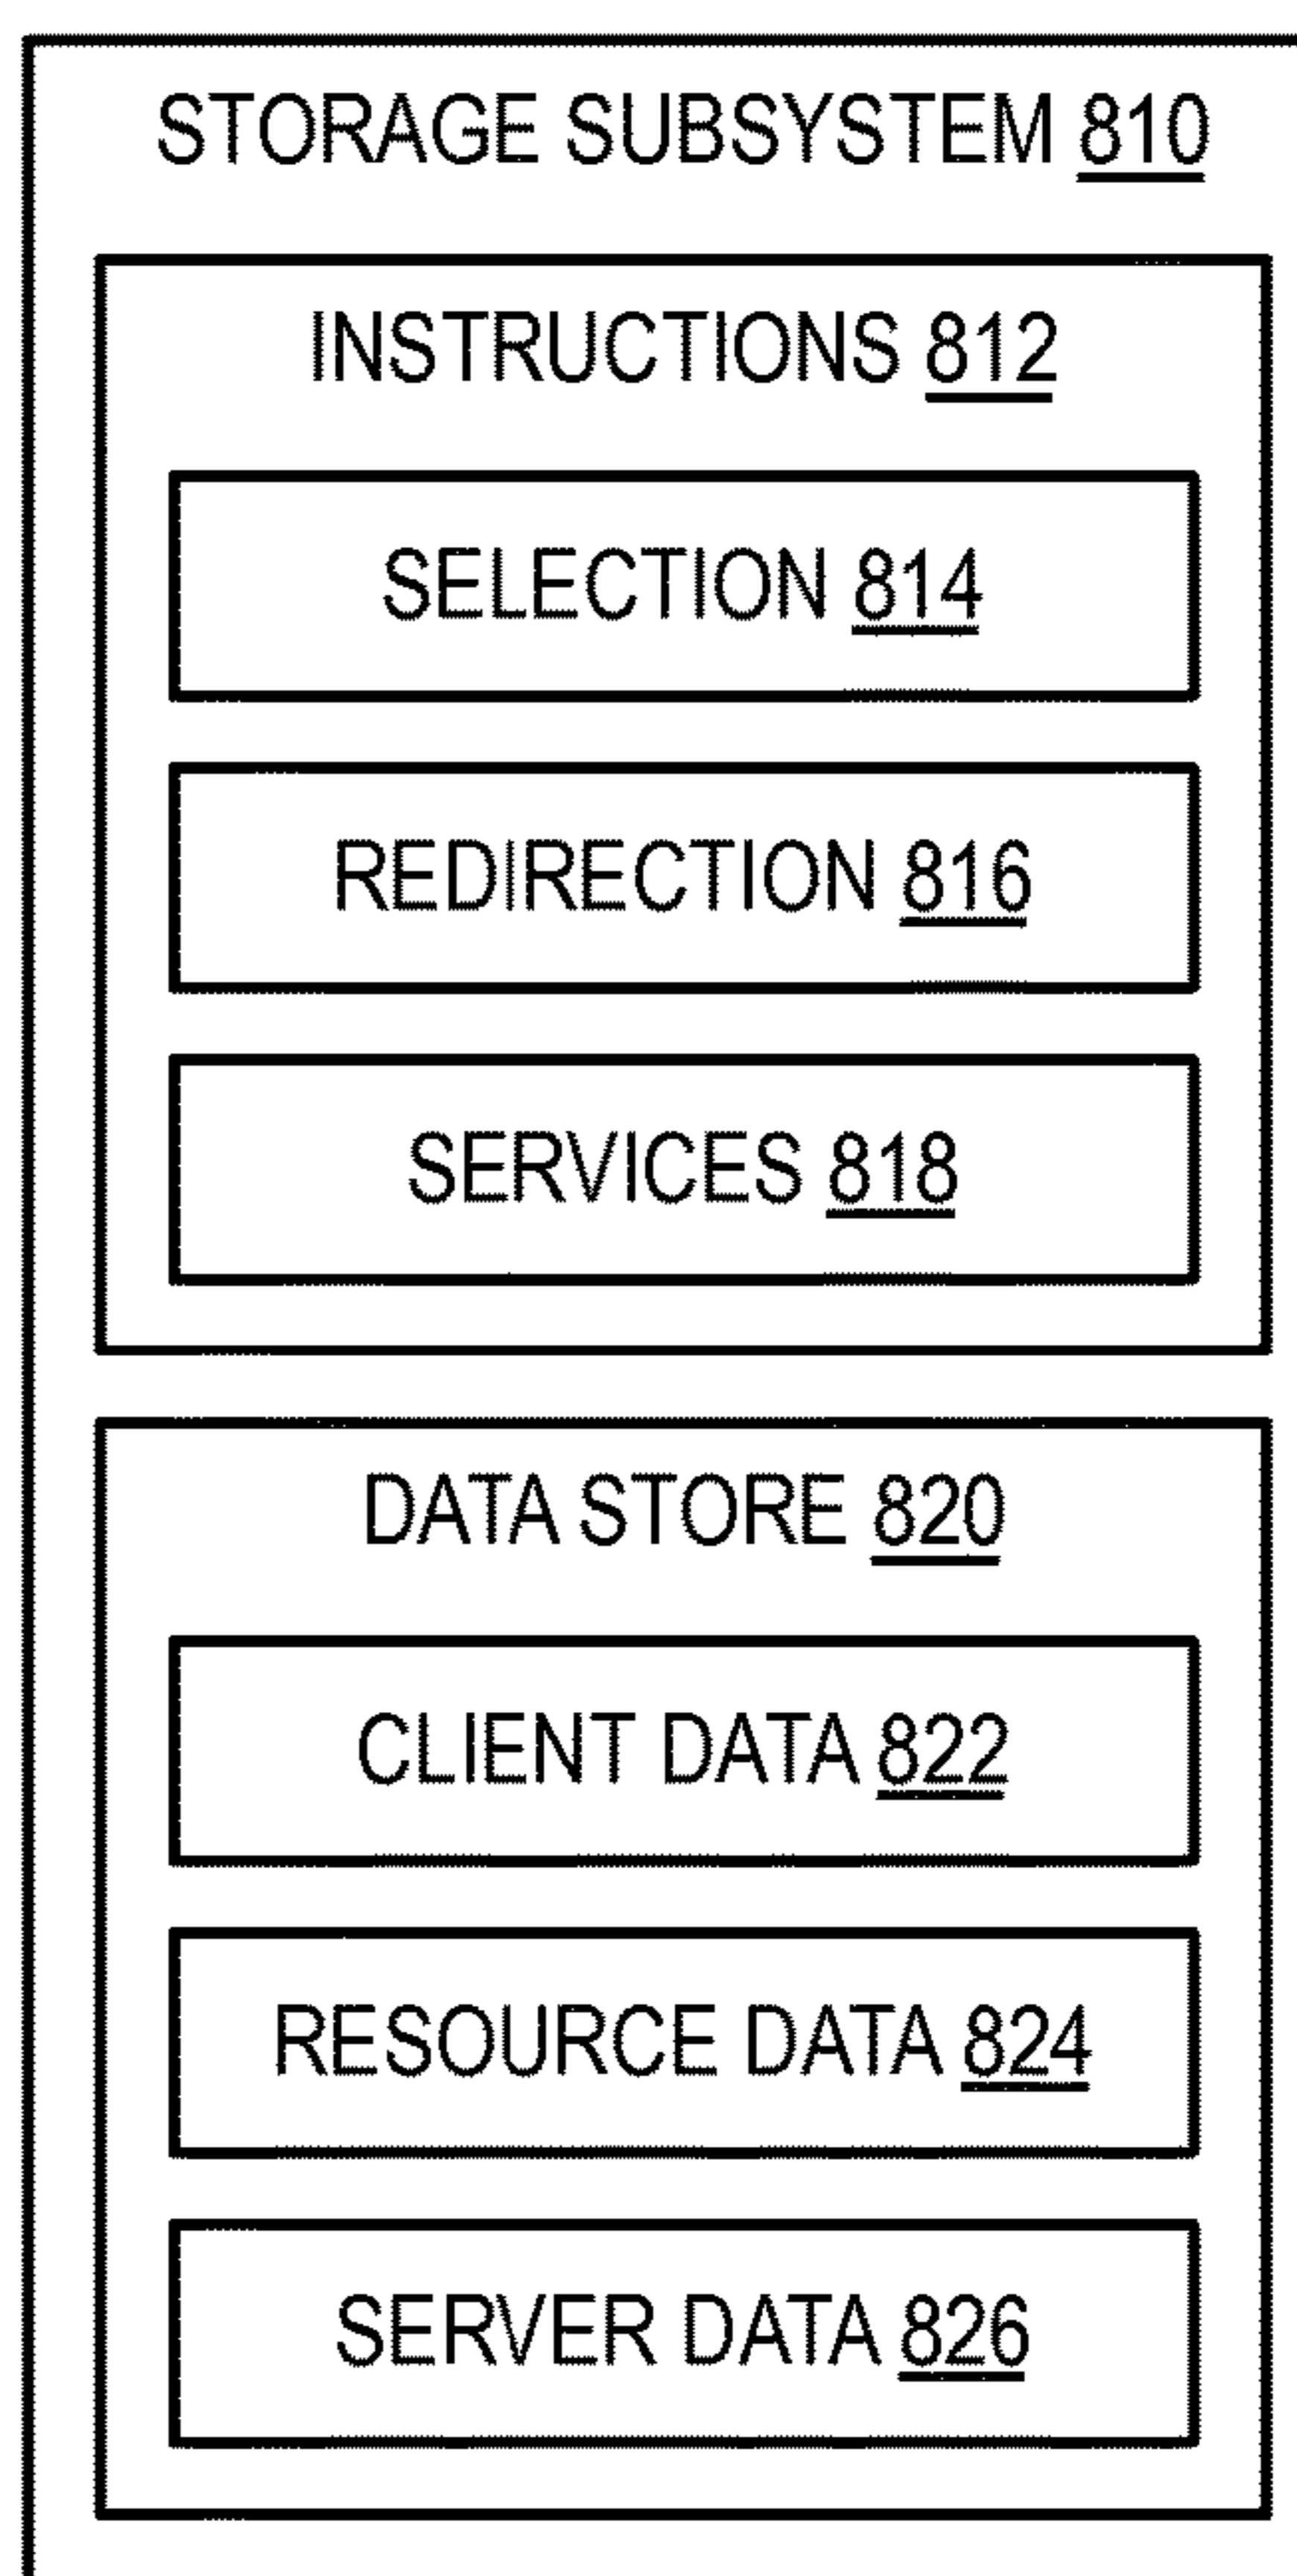 STORAGE SUBSYSTEM 810
INSTRUCTIONS 812
SELECTION 814
REDIRECTION 816
SERVICES 818
DATA STORE 820
CLIENT DATA 822
RESOURCE DATA 824
SERVER DATA 826